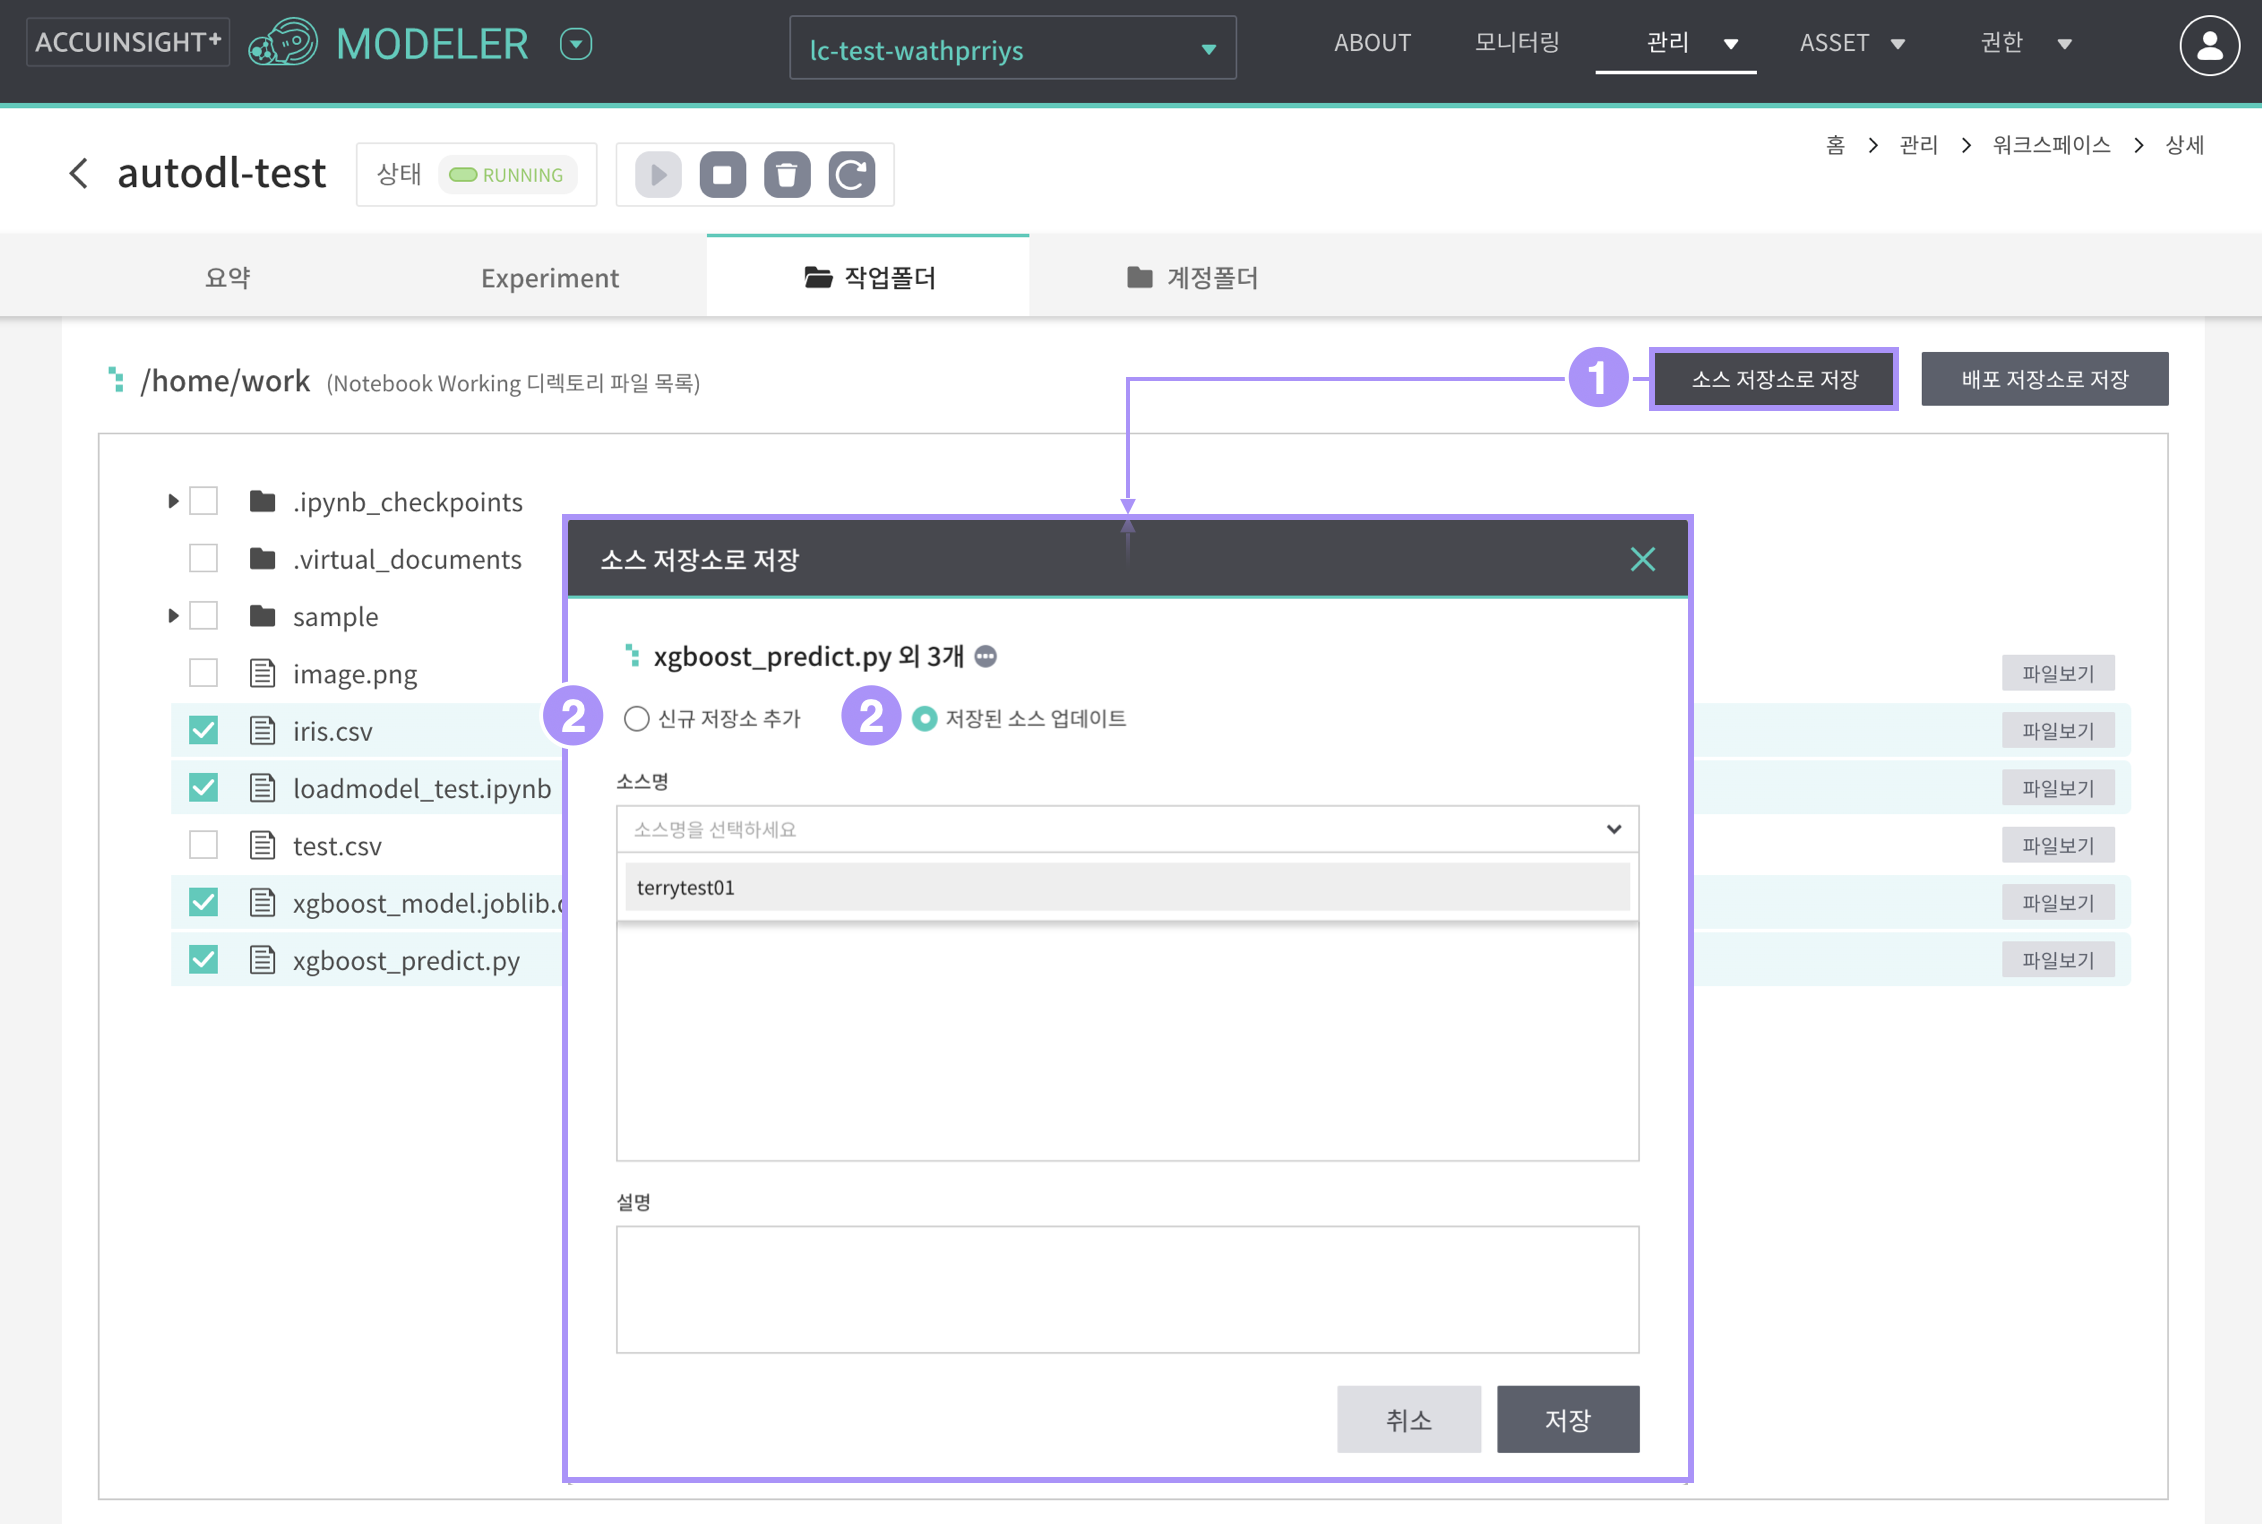 ACCUINSIGHT+ MODELER lc-test-wathprriys ABOUT 모니터링 관리 ASSET 권한
홈 > 관리 > 워크스페이스 > 상세
autodl-test 상태 RUNNING
요약 Experiment 작업폴더 계정폴더
/home/work (Notebook Working 디렉토리 파일 목록) 1 소스 저장소로 저장 배포 저장소로 저장
.ipynb_checkpoints
.virtual_documents
sample
image.png 파일보기
iris.csv 파일보기
loadmodel_test.ipynb 파일보기
test.csv 파일보기
xgboost_model.joblib. 파일보기
xgboost_predict.py 파일보기
소스 저장소로 저장
xgboost_predict.py 외 3개
2 신규 저장소 추가 2 저장된 소스 업데이트
소스명
소스명을 선택하세요
terrytest01
설명
취소 저장